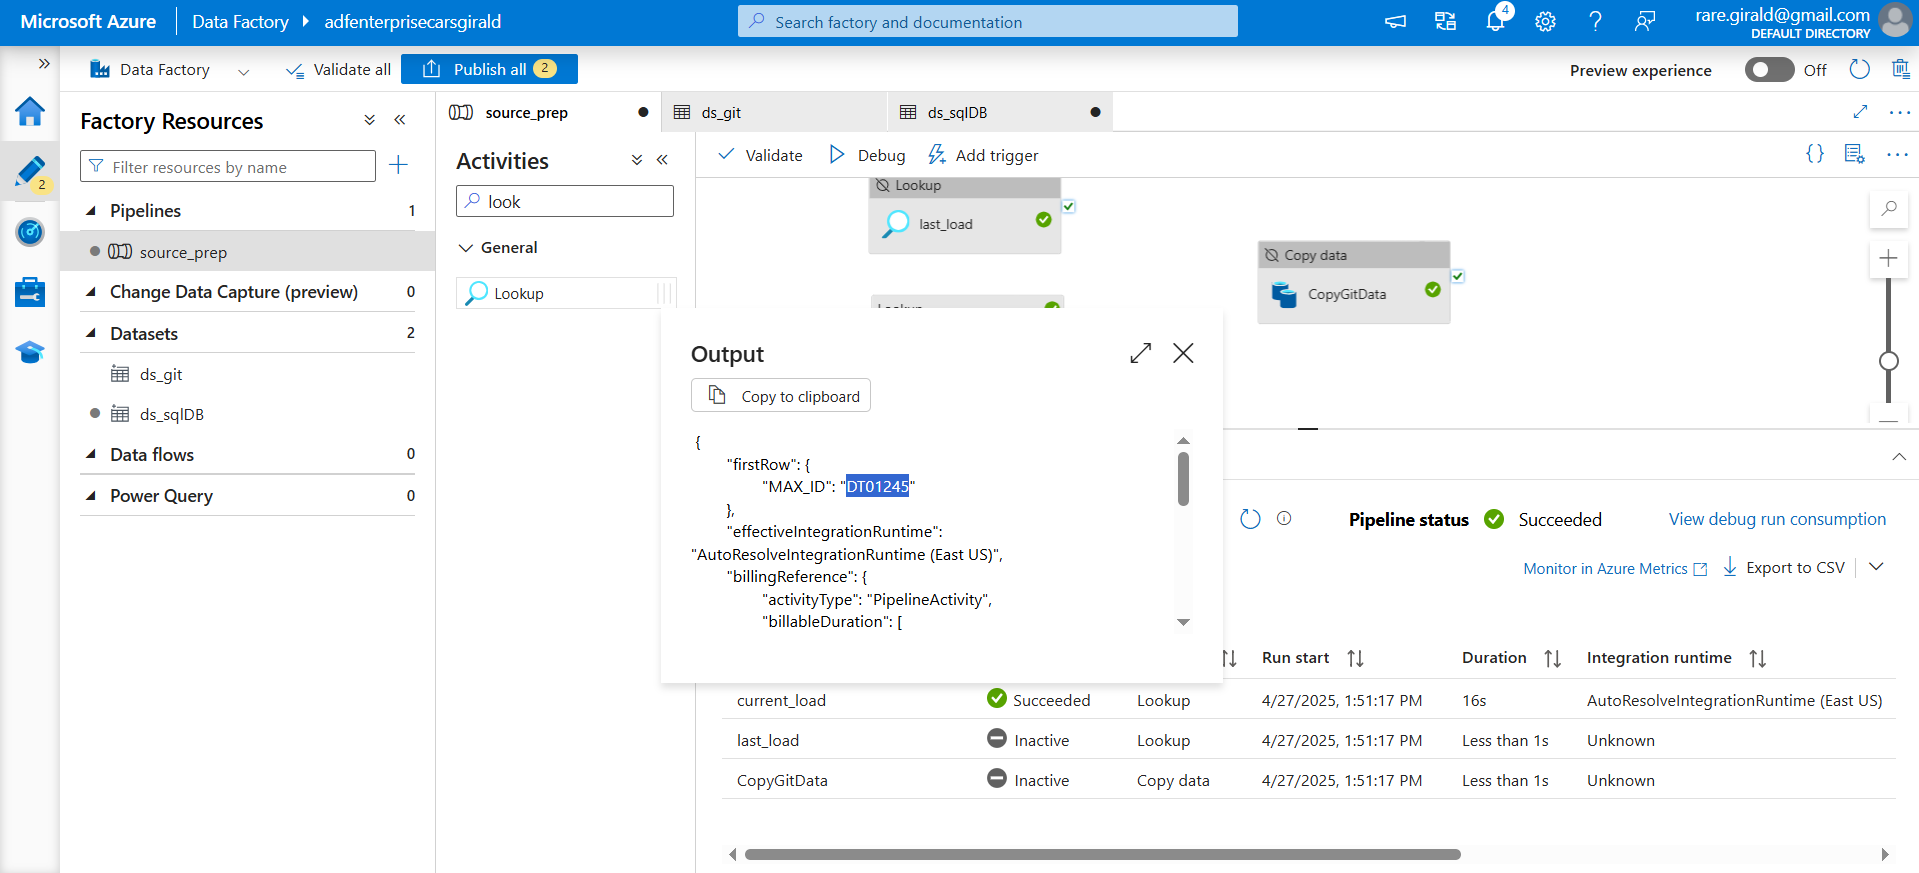 Microsoft Azure
Data Factory
adfenterprisecarsgirald
Search factory and documentation
4
rare.girald@gmail.com
DEFAULT DIRECTORY
Data Factory
Validate all
Publish all
2
Preview experience
Off
2
Factory Resources
Filter resources by name
Pipelines
1
source_prep
Change Data Capture (preview)
0
Datasets
2
ds_git
ds_sqlDB
Data flows
0
Power Query
0
source_prep
ds_git
ds_sqlDB
Activities
look
General
Lookup
Validate
Debug
Add trigger
Lookup
last_load
Lookup
Copy data
CopyGitData
Output
Copy to clipboard
{
"firstRow": {
"MAX_ID": "DT01245"
},
"effectiveIntegrationRuntime":
"AutoResolveIntegrationRuntime (East US)",
"billingReference": {
"activityType": "PipelineActivity",
"billableDuration": [
Pipeline status
Succeeded
View debug run consumption
Monitor in Azure Metrics
Export to CSV
Run start
Duration
Integration runtime
current_load
Succeeded
Lookup
4/27/2025, 1:51:17 PM
16s
AutoResolveIntegrationRuntime (East US)
last_load
Inactive
Lookup
4/27/2025, 1:51:17 PM
Less than 1s
Unknown
CopyGitData
Inactive
Copy data
4/27/2025, 1:51:17 PM
Less than 1s
Unknown